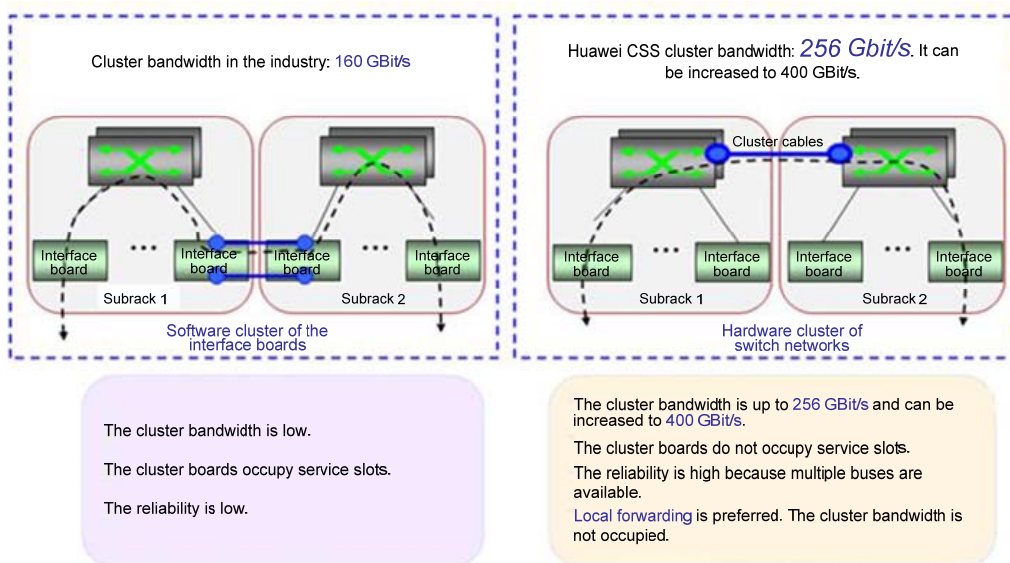 Cluster bandwidth in the industry: 160 GBit/s
Interface
board
...
Interface
board
Subrack 1
Interface
board
...
Interface
board
Subrack 2
Software cluster of the
interface boards
Huawei CSS cluster bandwidth: 256 Gbit/s. It can
be increased to 400 GBit/s.
Cluster cables
Interface
board
...
Interface
board
Subrack 1
Interface
board
...
Interface
board
Subrack 2
Hardware cluster of
switch networks
The cluster bandwidth is low.
The cluster boards occupy service slots.
The reliability is low.
The cluster bandwidth is up to 256 GBit/s and can be
increased to 400 GBit/s.
The cluster boards do not occupy service slots.
The reliability is high because multiple buses are
available.
Local forwarding is preferred. The cluster bandwidth is
not occupied.